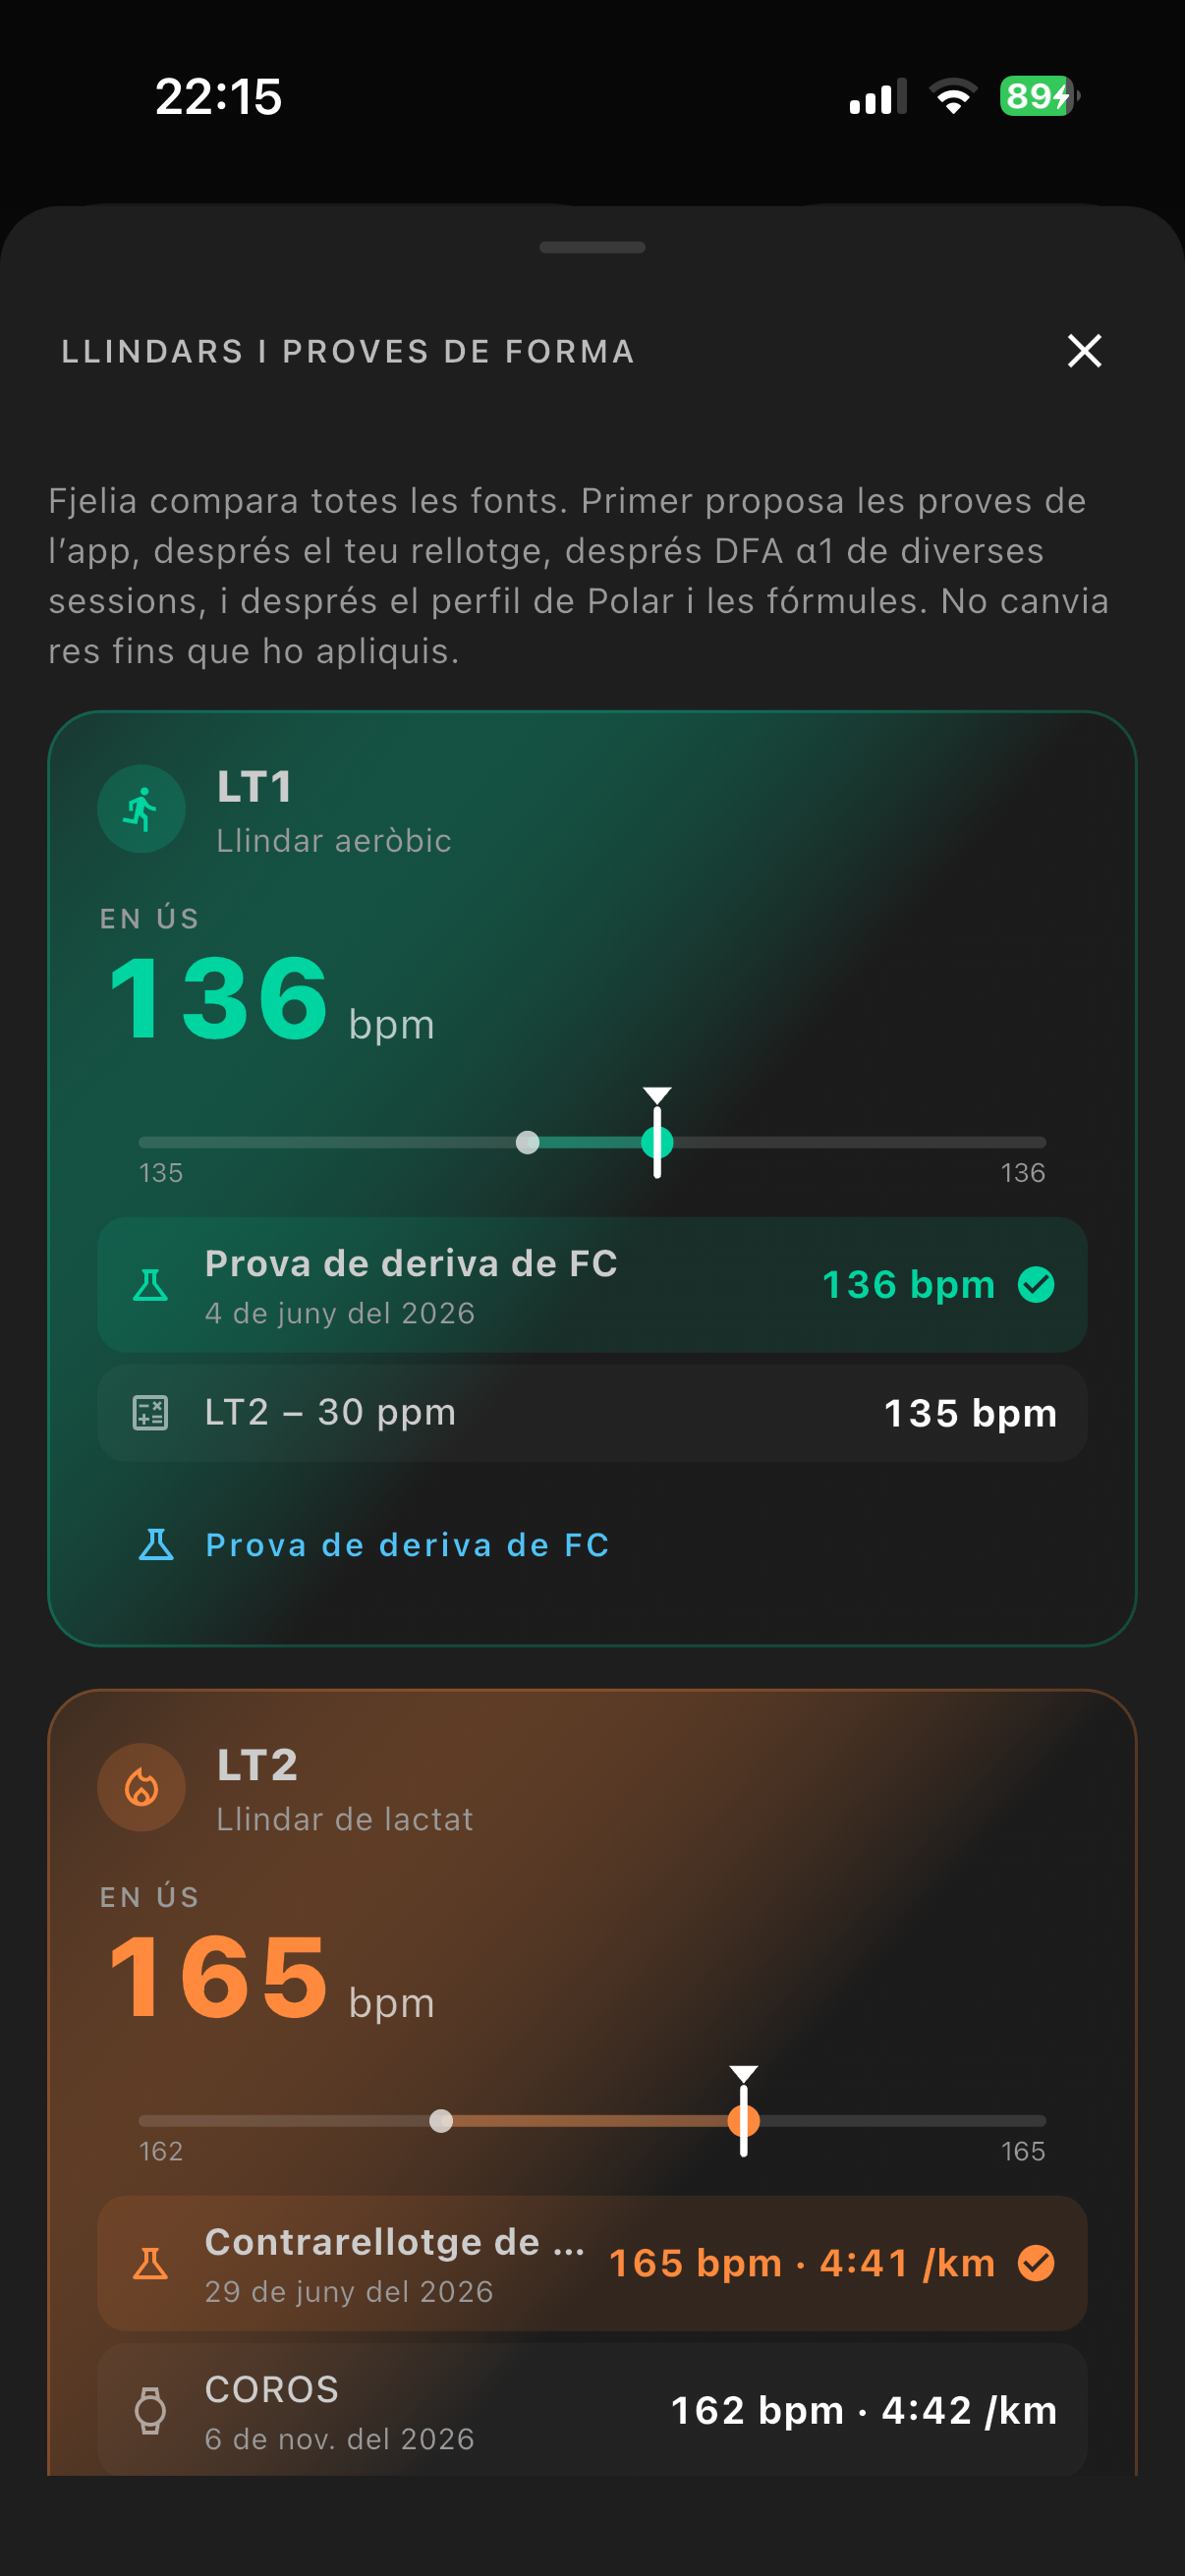 22:15
89
LLINDARS I PROVES DE FORMA
Fjelia compara totes les fonts. Primer proposa les proves de
l’app, després el teu rellotge, després DFA α1 de diverses
sessions, i després el perfil de Polar i les fórmules. No canvia
res fins que ho apliquis.
LT1
Llindar aeròbic
EN ÚS
136 bpm
135
136
Prova de deriva de FC
4 de juny del 2026
136 bpm
LT2 – 30 ppm
135 bpm
Prova de deriva de FC
LT2
Llindar de lactat
EN ÚS
165 bpm
162
165
Contrarellotge de ...
29 de juny del 2026
165 bpm · 4:41 /km
COROS
6 de nov. del 2026
162 bpm · 4:42 /km